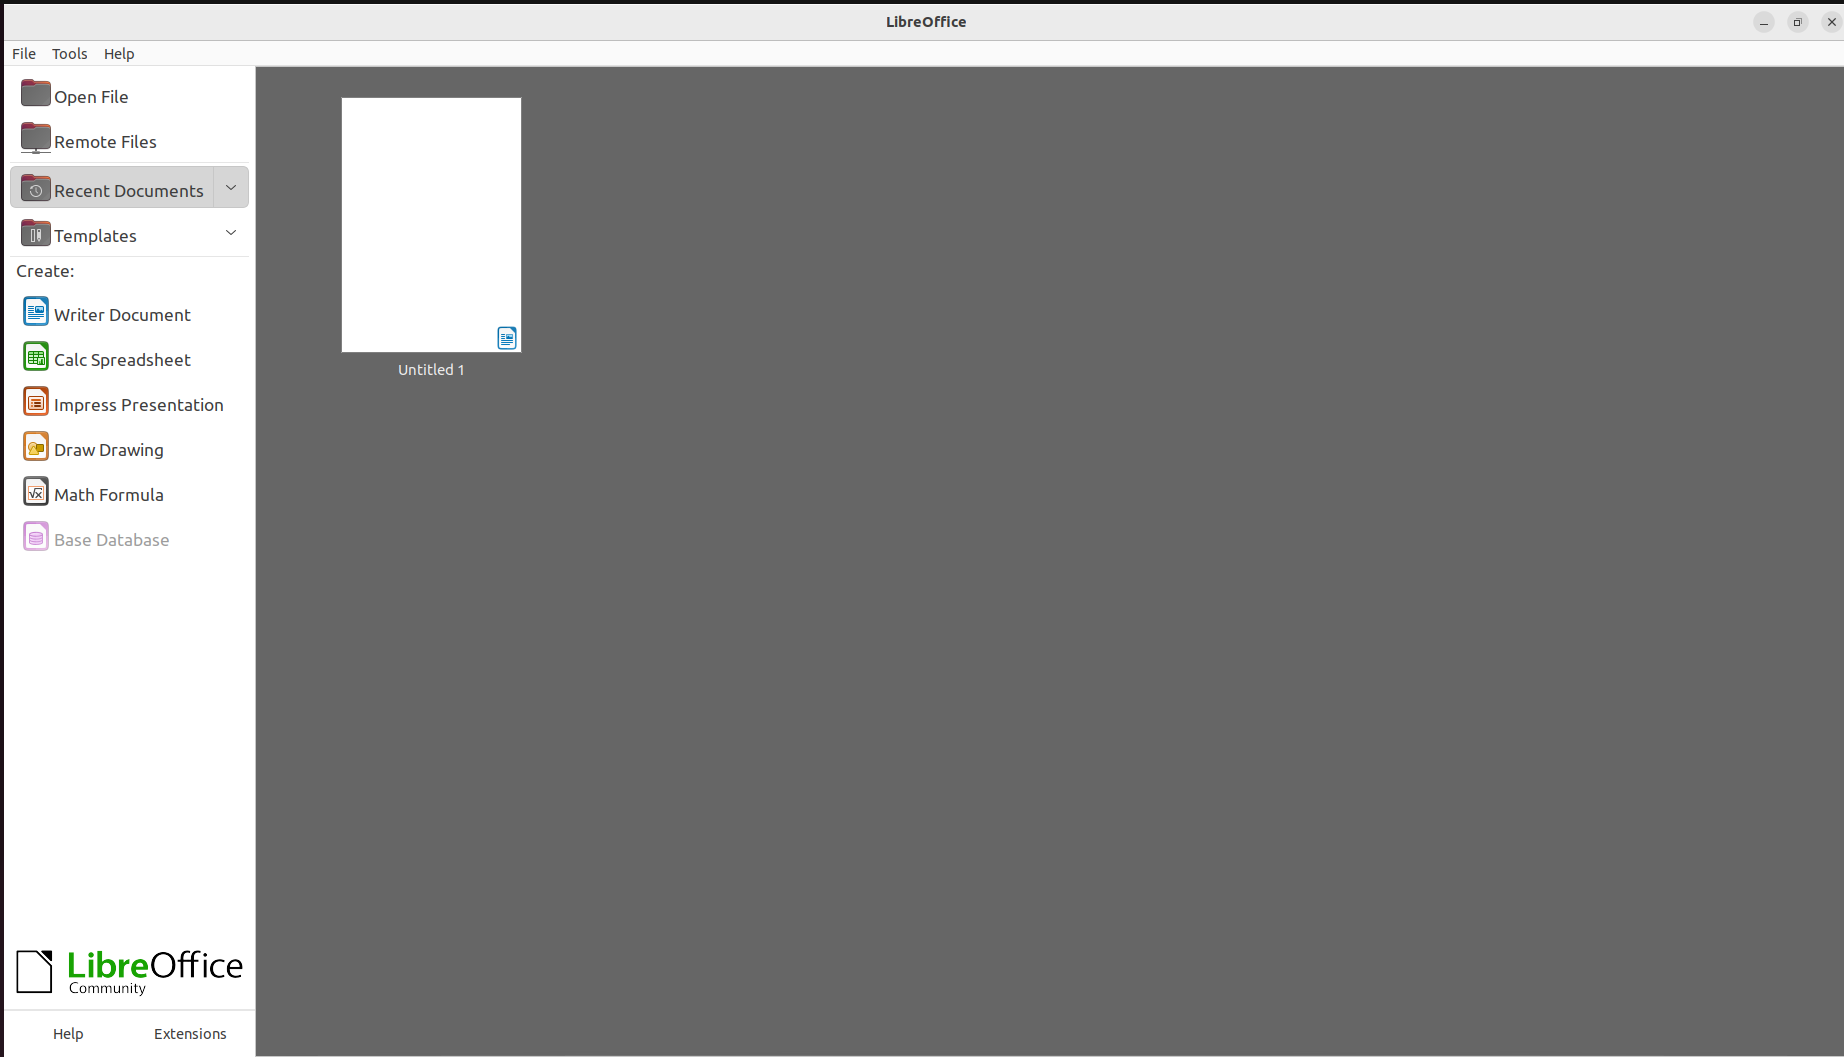 LibreOffice
File Tools Help
Open File
Remote Files
Recent Documents
Templates
Create:
Writer Document
Calc Spreadsheet
Impress Presentation
Draw Drawing
Math Formula
Base Database
Untitled 1
LibreOffice
Community
Help Extensions